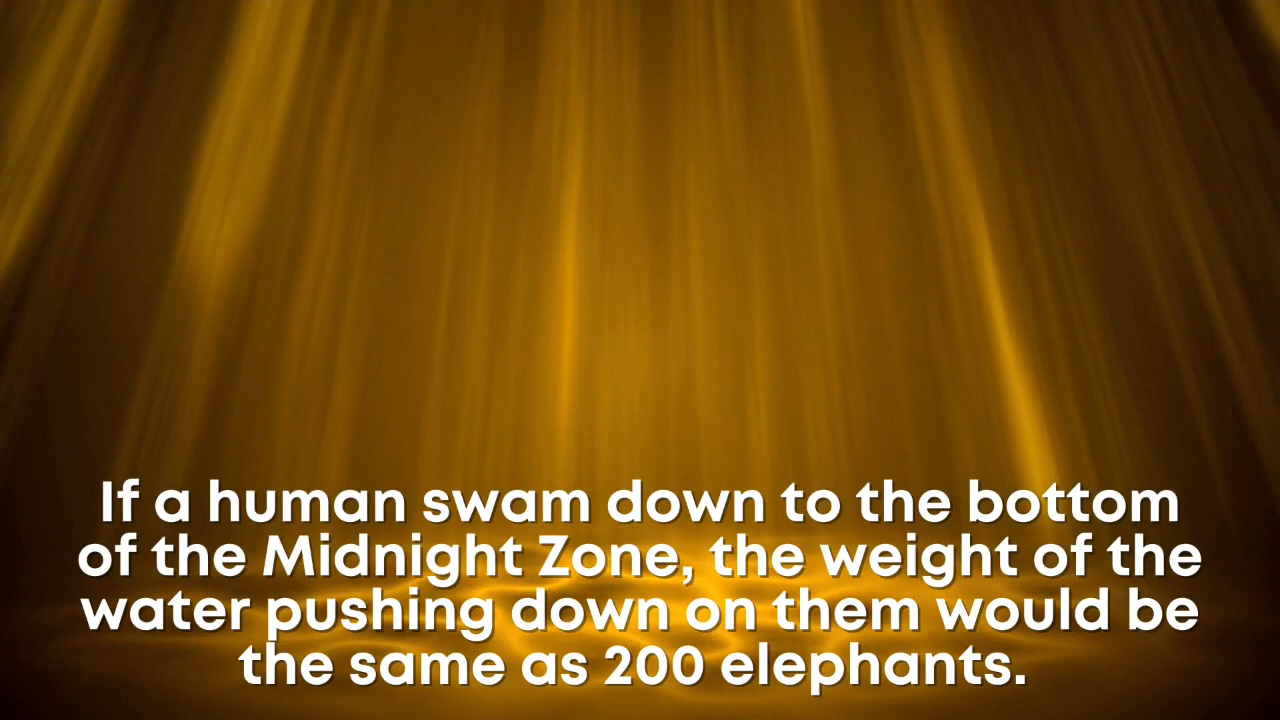 If a human swam down to the bottom
of the Midnight Zone, the weight of the
water pushing down on them would be
the same as 200 elephants.